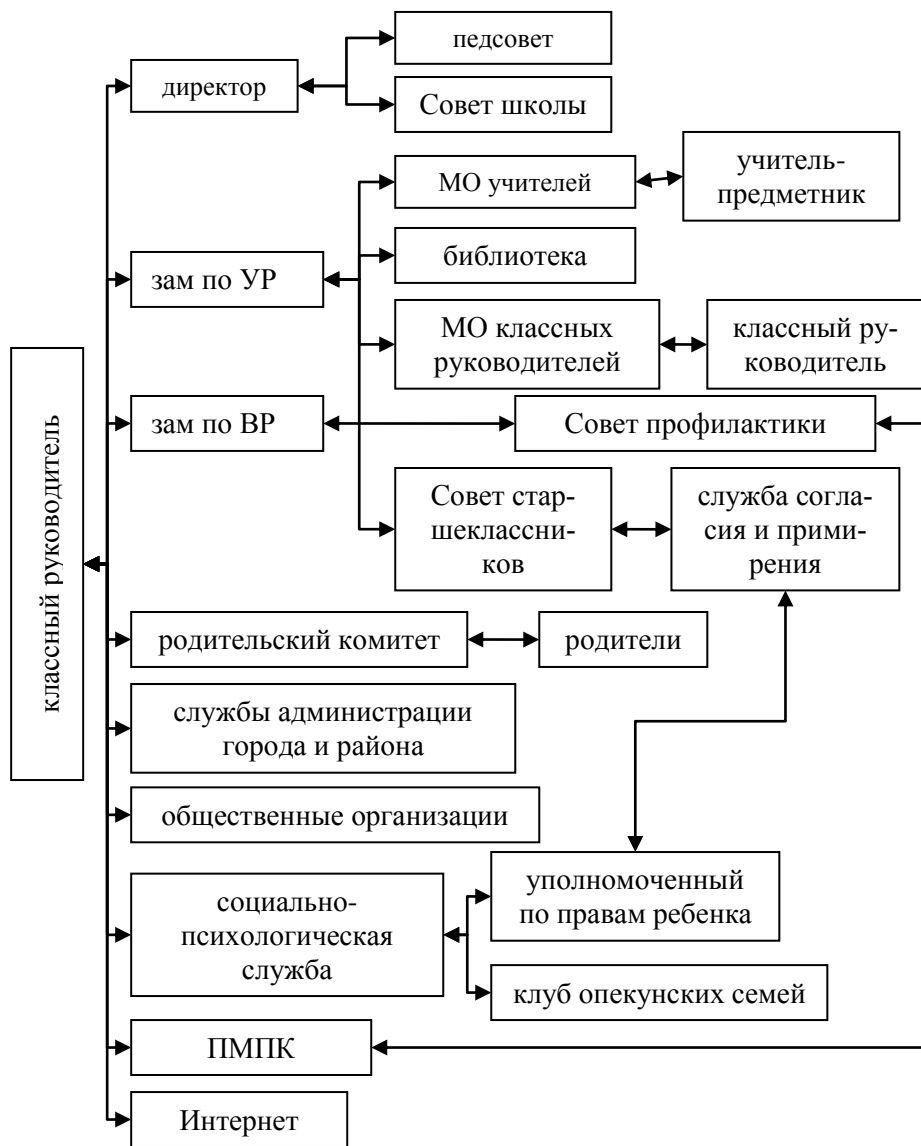 педсовет
директор
Совет школы
МО учителей
учитель-
предметник
библиотека
зам по УР
МО классных
руководителей
классный ру-
ководитель
зам по ВР
Совет профилактики
Совет стар-
шеклассни-
ков
служба согла-
сия и прими-
рения
классный руководитель
родительский комитет
родители
службы администрации
города и района
общественные организации
социально-
психологическая
служба
уполномоченный
по правам ребенка
клуб опекунских семей
ПМПК
Интернет